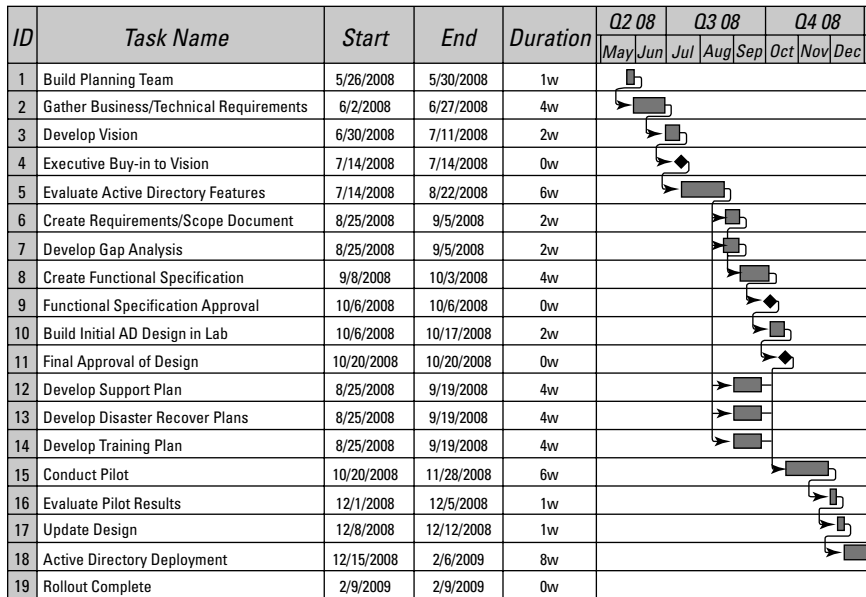 ID Task Name Start End Duration Q2 08 Q3 08 Q4 08
May Jun Jul Aug Sep Oct Nov Dec
1 Build Planning Team 5/26/2008 5/30/2008 1w
2 Gather Business/Technical Requirements 6/2/2008 6/27/2008 4w
3 Develop Vision 6/30/2008 7/11/2008 2w
4 Executive Buy-in to Vision 7/14/2008 7/14/2008 0w
5 Evaluate Active Directory Features 7/14/2008 8/22/2008 6w
6 Create Requirements/Scope Document 8/25/2008 9/5/2008 2w
7 Develop Gap Analysis 8/25/2008 9/5/2008 2w
8 Create Functional Specification 9/8/2008 10/3/2008 4w
9 Functional Specification Approval 10/6/2008 10/6/2008 0w
10 Build Initial AD Design in Lab 10/6/2008 10/17/2008 2w
11 Final Approval of Design 10/20/2008 10/20/2008 0w
12 Develop Support Plan 8/25/2008 9/19/2008 4w
13 Develop Disaster Recover Plans 8/25/2008 9/19/2008 4w
14 Develop Training Plan 8/25/2008 9/19/2008 4w
15 Conduct Pilot 10/20/2008 11/28/2008 6w
16 Evaluate Pilot Results 12/1/2008 12/5/2008 1w
17 Update Design 12/8/2008 12/12/2008 1w
18 Active Directory Deployment 12/15/2008 2/6/2009 8w
19 Rollout Complete 2/9/2009 2/9/2009 0w